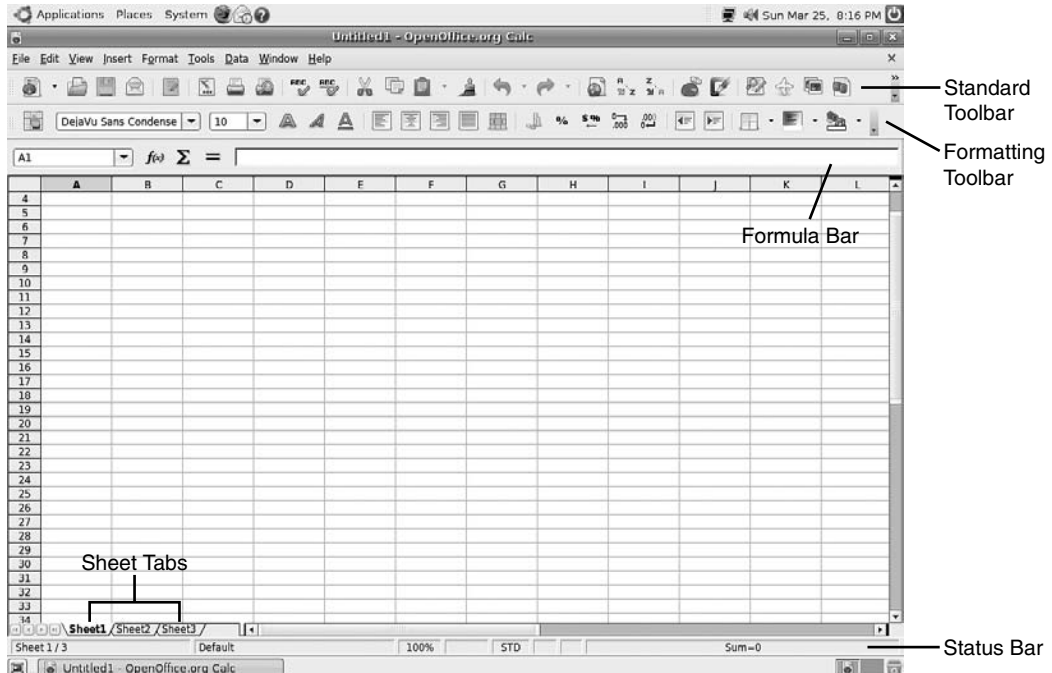 Applications Places System Sun Mar 25, 8:16 PM
Untitled1 - OpenOffice.org Calc
File Edit View Insert Format Tools Data Window Help
Standard
Toolbar
DejaVu Sans Condense 10
Formatting
Toolbar
A1 f(x) Σ =
A B C D E F G H I J K L
4
5
6
Formula Bar
7
8
9
10
11
12
13
14
15
16
17
18
19
20
21
22
23
24
25
26
27
28
29
30
Sheet Tabs
31
32
33
34
Sheet1 Sheet2 Sheet3
Sheet 1 / 3 Default 100% STD Sum=0
Status Bar
Untitled1 - OpenOffice.org Calc